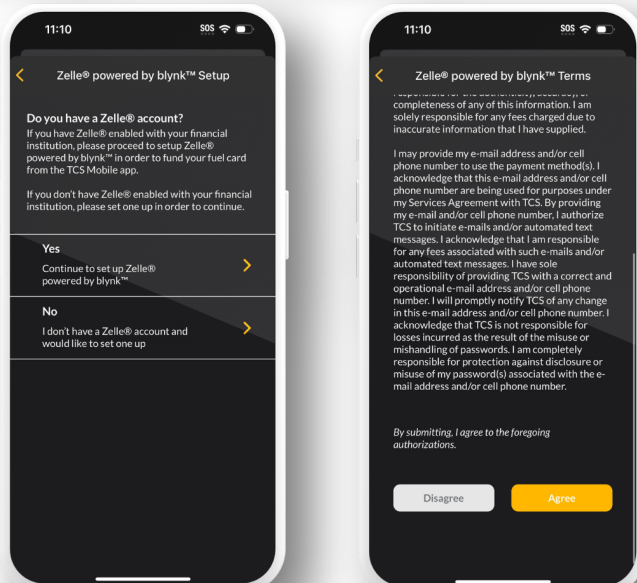 11:10
SOS
Zelle® powered by blynk™ Setup
Do you have a Zelle® account?
If you have Zelle® enabled with your financial
institution, please proceed to setup Zelle®
powered by blynk™ in order to fund your fuel card
from the TCS Mobile app.
If you don't have Zelle® enabled with your financial
institution, please set one up in order to continue.
Yes
Continue to set up Zelle®
powered by blynk™
No
I don't have a Zelle® account and
would like to set one up
11:10
SOS
Zelle® powered by blynk™ Terms
completeness of any of this information. I am
solely responsible for any fees charged due to
inaccurate information that I have supplied.
I may provide my e-mail address and/or cell
phone number to use the payment method(s). I
acknowledge that this e-mail address and/or cell
phone number are being used for purposes under
my Services Agreement with TCS. By providing
my e-mail and/or cell phone number, I authorize
TCS to initiate e-mails and/or automated text
messages. I acknowledge that I am responsible
for any fees associated with such e-mails and/or
automated text messages. I have sole
responsibility of providing TCS with a correct and
operational e-mail address and/or cell phone
number. I will promptly notify TCS of any change
in this e-mail address and/or cell phone number. I
acknowledge that TCS is not responsible for
losses incurred as the result of the misuse or
mishandling of passwords. I am completely
responsible for protection against disclosure or
misuse of my password(s) associated with the e-
mail address and/or cell phone number.
By submitting, I agree to the foregoing
authorizations.
Disagree
Agree